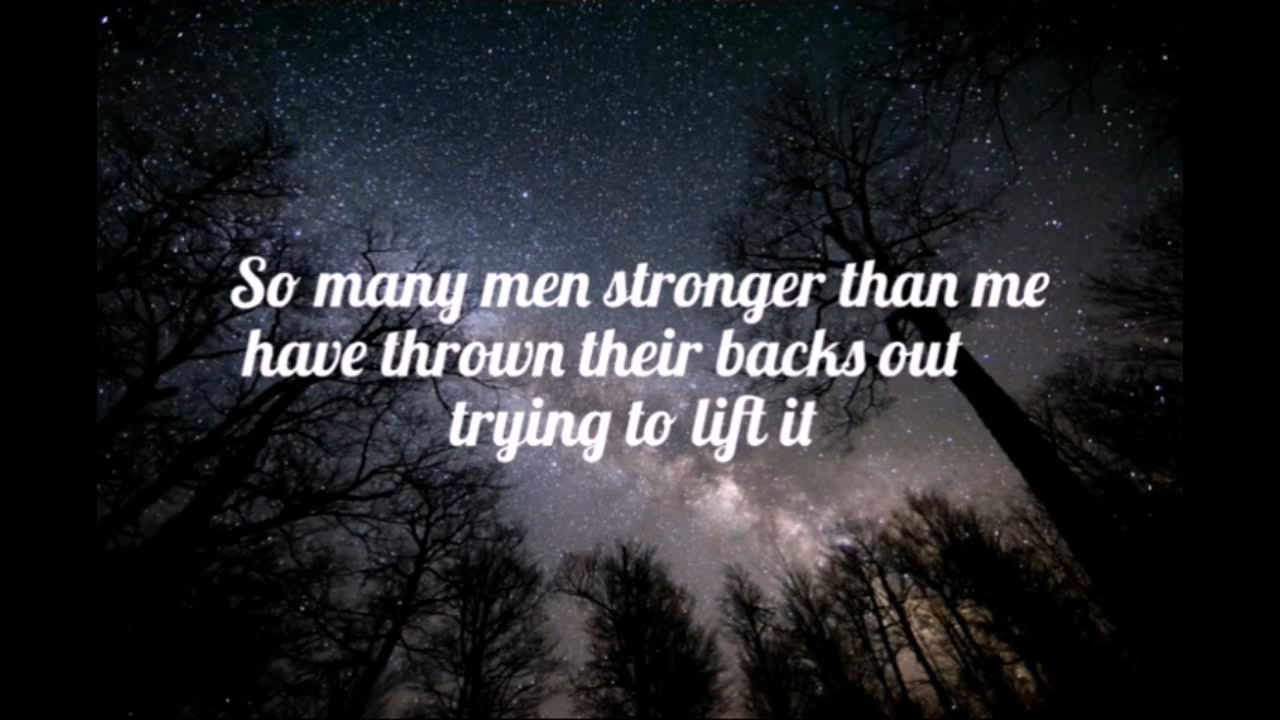 So many men stronger than me
have thrown their backs out
trying to lift it